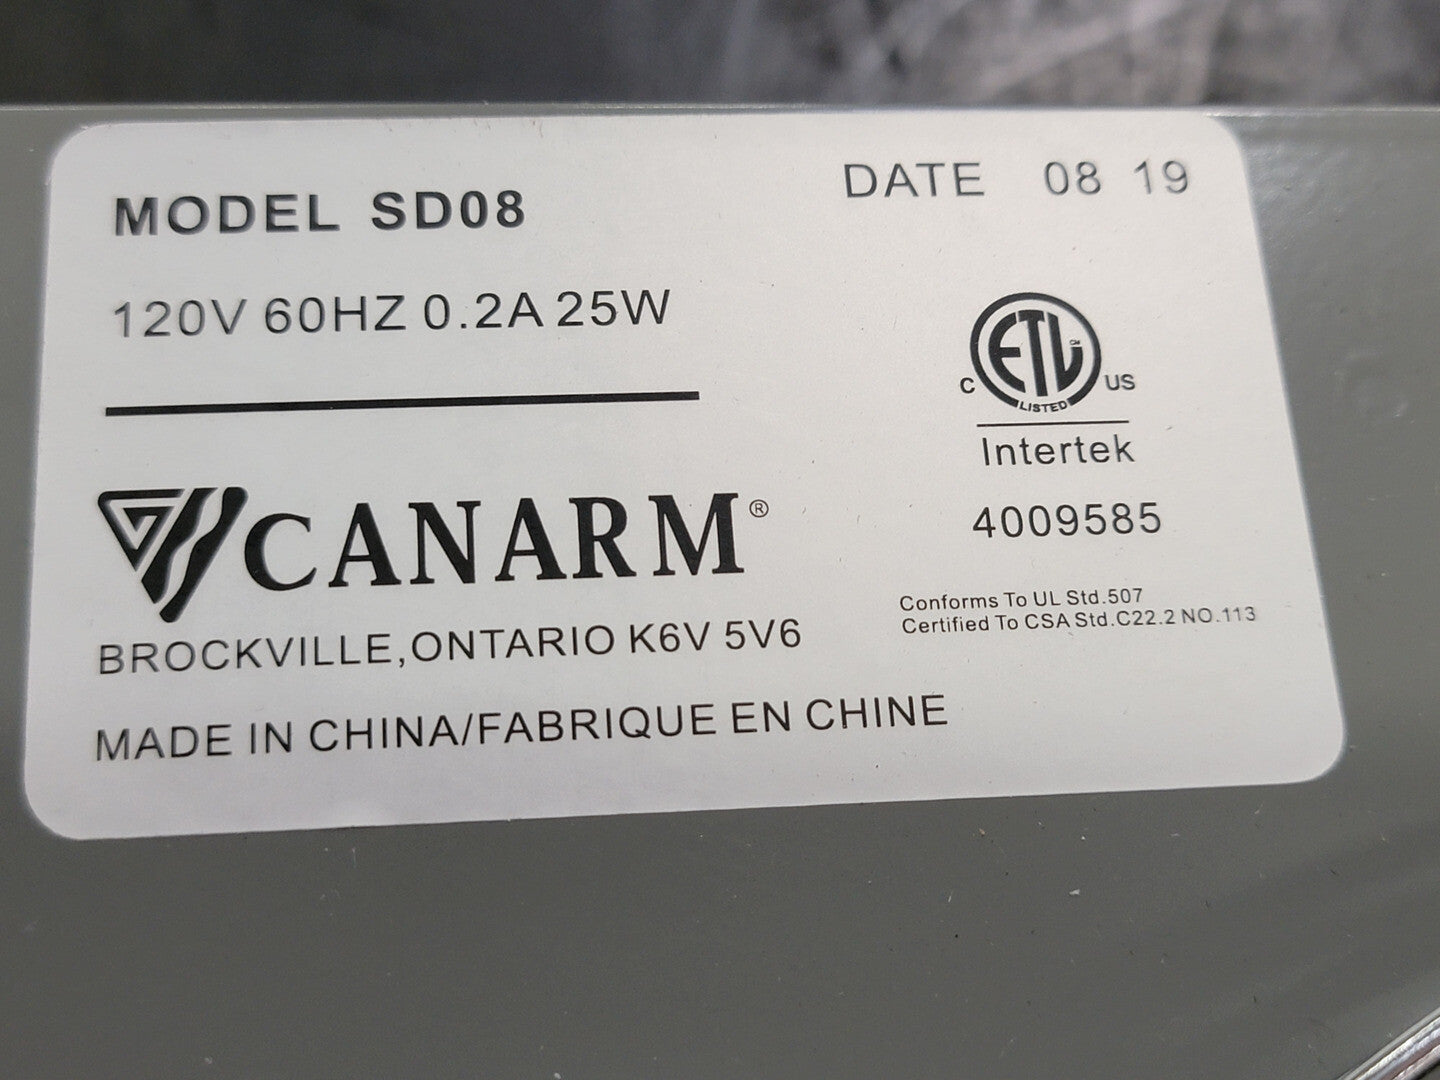 MODEL SD08
DATE 08 19
120V 60HZ 0.2A 25W
C ETL CM US
LISTED
Intertek
4009585
CANARM®
Conforms To UL Std.507
Certified To CSA Std.C22.2 NO.113
BROCKVILLE,ONTARIO K6V 5V6
MADE IN CHINA/FABRIQUE EN CHINE